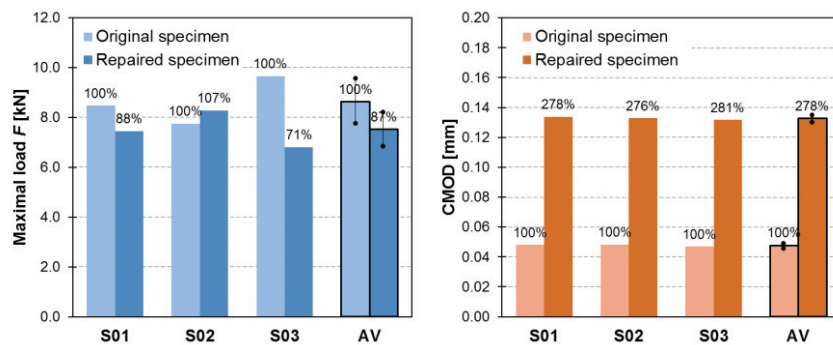 Maximal load F [kN]
12.0
10.0
8.0
6.0
4.0
2.0
0.0
Original specimen
Repaired specimen
100%
88%
100%
107%
100%
71%
100%
87%
S01
S02
S03
AV
CMOD [mm]
0.20
0.18
0.16
0.14
0.12
0.10
0.08
0.06
0.04
0.02
0.00
Original specimen
Repaired specimen
100%
278%
100%
276%
100%
281%
100%
278%
S01
S02
S03
AV